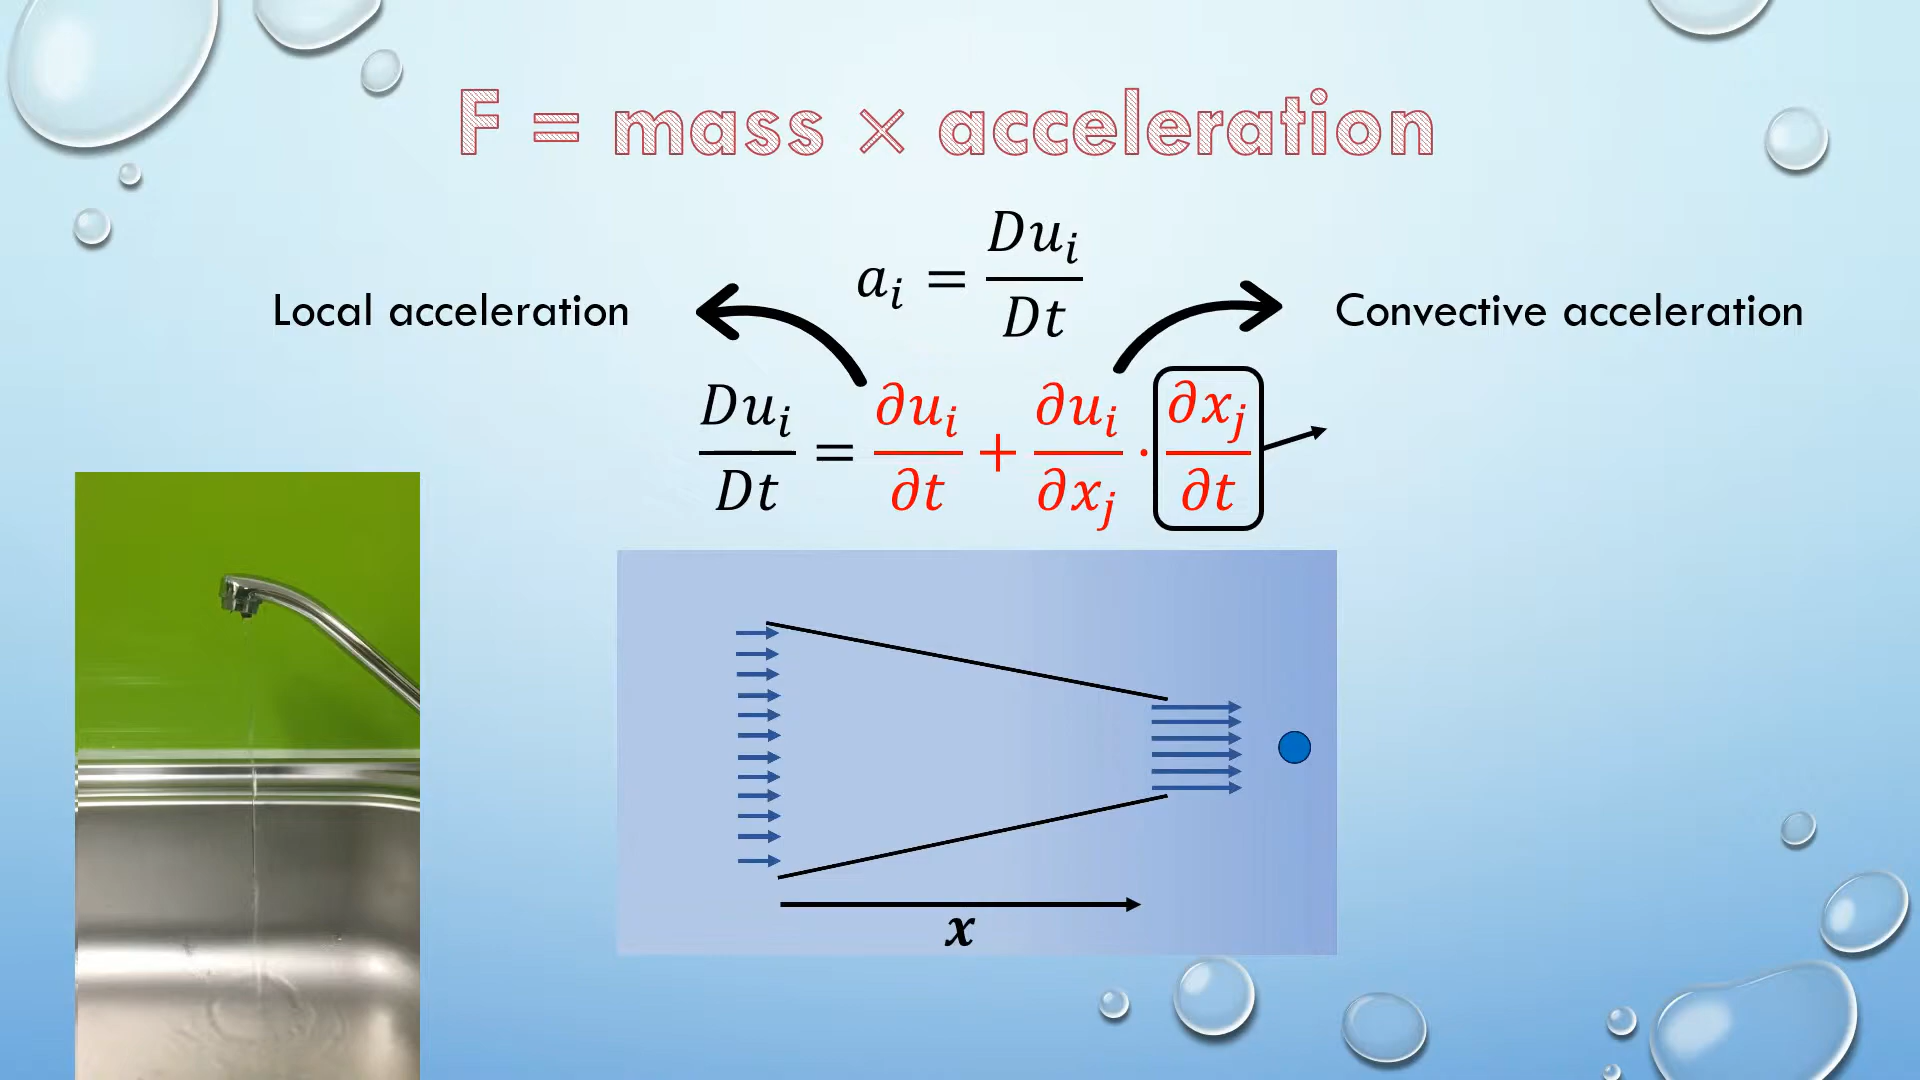 F = mass × acceleration
a_i = Du_i/Dt
Local acceleration
Convective acceleration
Du_i/Dt = ∂u_i/∂t + ∂u_i/∂x_j · ∂x_j/∂t
x